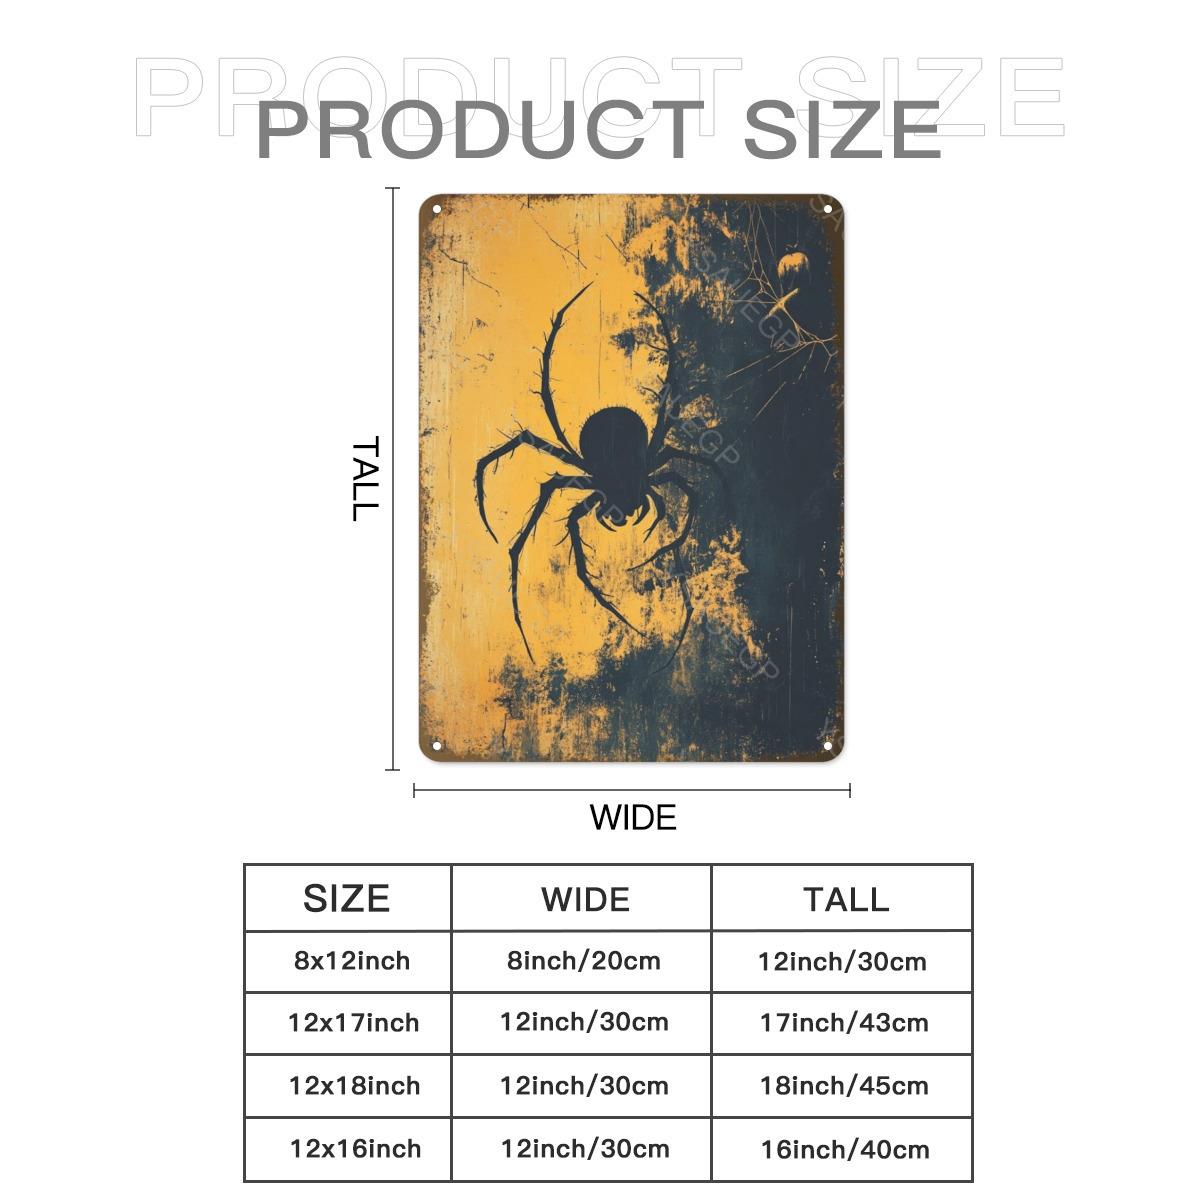 PRODUCT SIZE
PRODUCT SIZE
TALL
WIDE
SIZE WIDE TALL
8x12inch 8inch/20cm 12inch/30cm
12x17inch 12inch/30cm 17inch/43cm
12x18inch 12inch/30cm 18inch/45cm
12x16inch 12inch/30cm 16inch/40cm